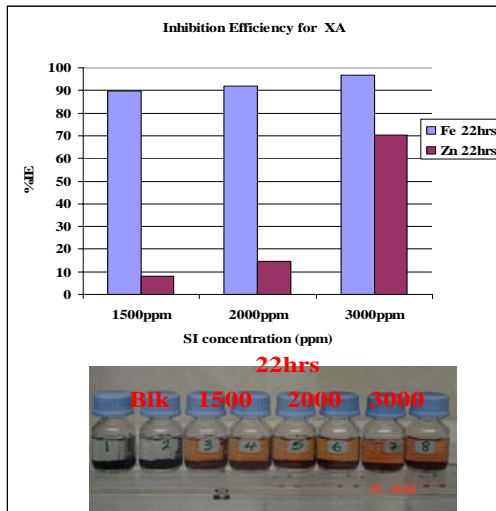 Inhibition Efficiency for XA
100
90
80
70
60
50
40
30
20
10
0
%IE
1500ppm 2000ppm 3000ppm
SI concentration (ppm)
Fe 22hrs
Zn 22hrs
22hrs
Blk 1500 2000 3000
1 2 3 4 5 6 7 8